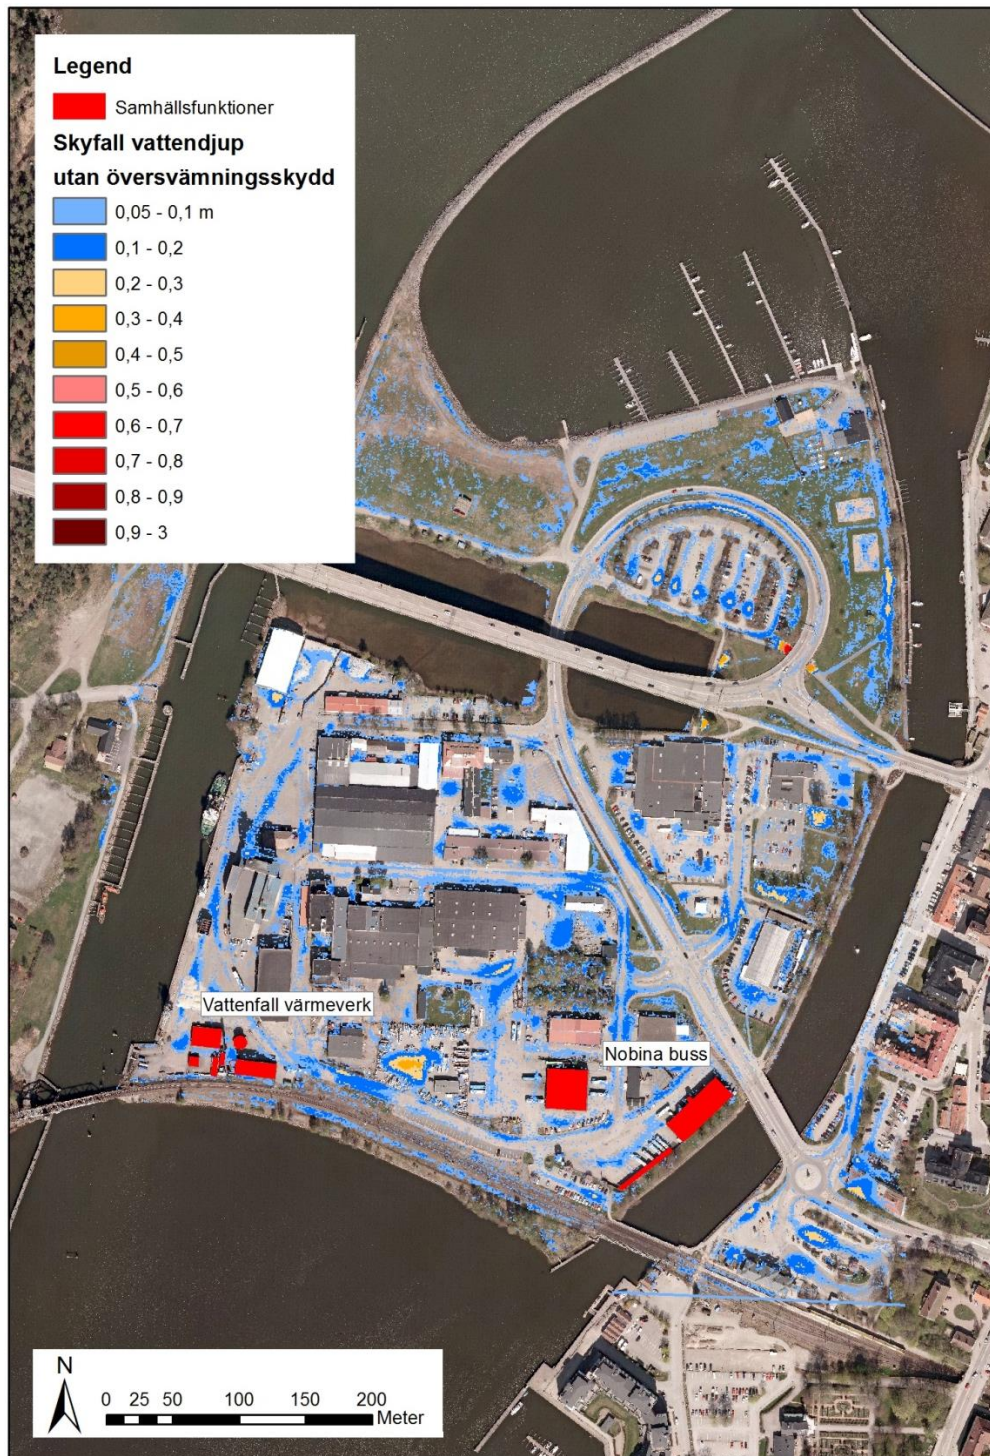 Legend
Samhällsfunktioner
Skyfall vattendjup
utan översvämningsskydd
0,05 - 0,1 m
0,1 - 0,2
0,2 - 0,3
0,3 - 0,4
0,4 - 0,5
0,5 - 0,6
0,6 - 0,7
0,7 - 0,8
0,8 - 0,9
0,9 - 3
Vattenfall värmeverk
Nobina buss
N
0 25 50 100 150 200
Meter